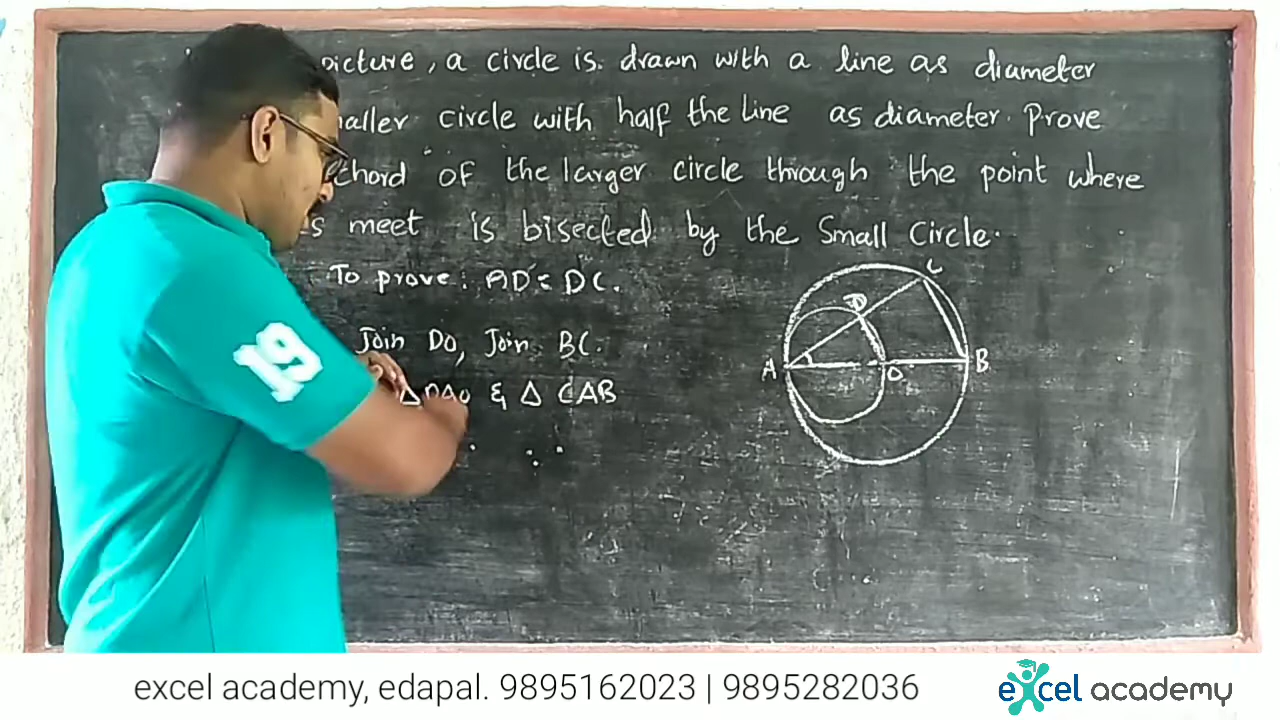 picture, a circle is drawn with a line as diameter
maller circle with half the line as diameter. Prove
chord of the larger circle through the point where
s meet is bisected by the Small Circle.
To prove: AD = DC.
Join DO, Join BC.
△ DAO & △ CAB
A
B
C
D
O
19
excel academy, edapal. 9895162023 | 9895282036
excel academy